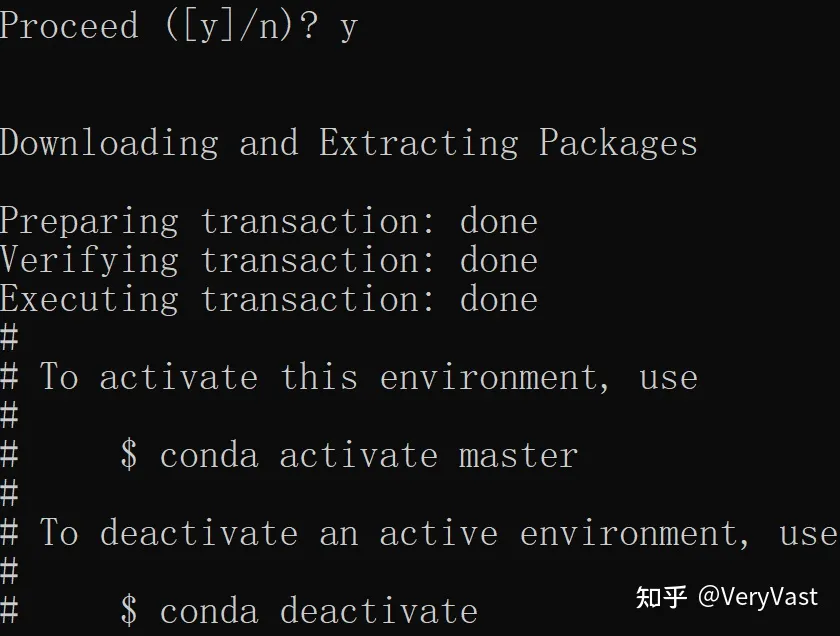 Proceed ([y]/n)? y
Downloading and Extracting Packages
Preparing transaction: done
Verifying transaction: done
Executing transaction: done
#
# To activate this environment, use
#
#     $ conda activate master
#
# To deactivate an active environment, use
#
#     $ conda deactivate
知乎 @VeryVast